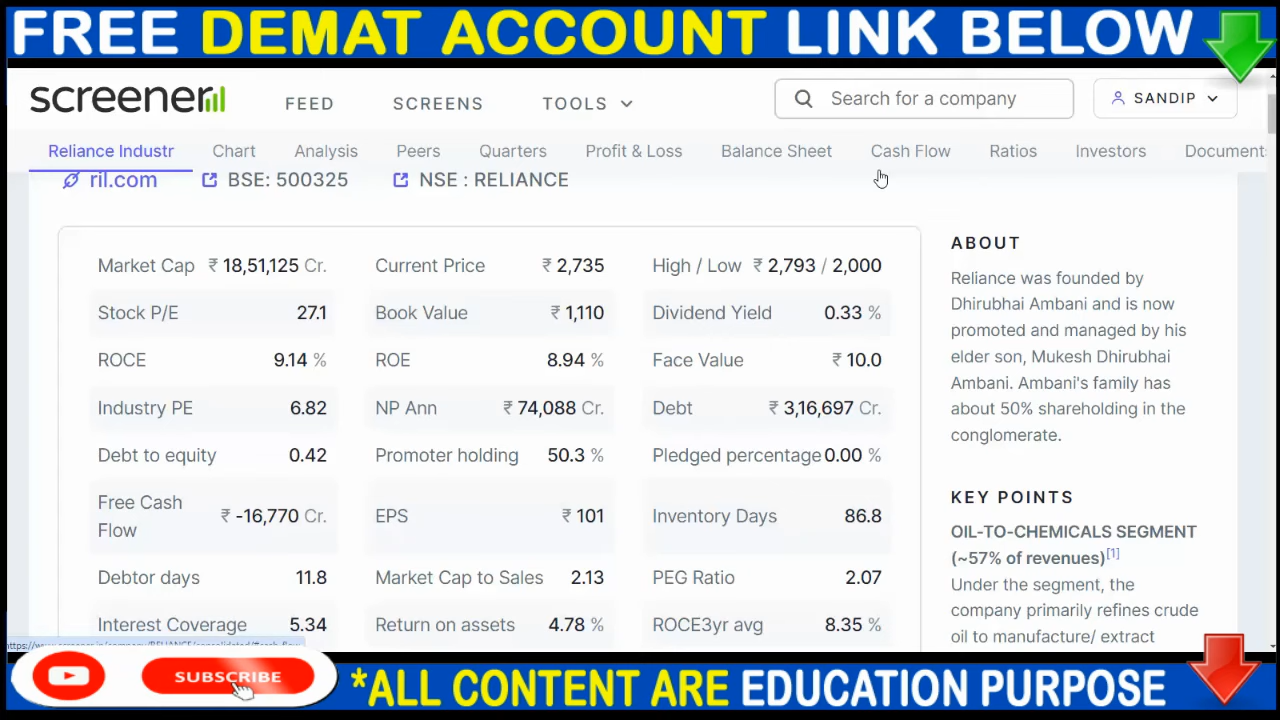 FREE DEMAT ACCOUNT LINK BELOW
screener FEED SCREENS TOOLS Search for a company SANDIP
Reliance Industr Chart Analysis Peers Quarters Profit & Loss Balance Sheet Cash Flow Ratios Investors Document
ril.com BSE: 500325 NSE : RELIANCE
Market Cap ₹ 18,51,125 Cr. Current Price ₹ 2,735 High / Low ₹ 2,793 / 2,000
Stock P/E 27.1 Book Value ₹ 1,110 Dividend Yield 0.33 %
ROCE 9.14 % ROE 8.94 % Face Value ₹ 10.0
Industry PE 6.82 NP Ann ₹ 74,088 Cr. Debt ₹ 3,16,697 Cr.
Debt to equity 0.42 Promoter holding 50.3 % Pledged percentage 0.00 %
Free Cash Flow ₹ -16,770 Cr. EPS ₹ 101 Inventory Days 86.8
Debtor days 11.8 Market Cap to Sales 2.13 PEG Ratio 2.07
Interest Coverage 5.34 Return on assets 4.78 % ROCE3yr avg 8.35 %
ABOUT
Reliance was founded by
Dhirubhai Ambani and is now
promoted and managed by his
elder son, Mukesh Dhirubhai
Ambani. Ambani's family has
about 50% shareholding in the
conglomerate.
KEY POINTS
OIL-TO-CHEMICALS SEGMENT
(~57% of revenues)[1]
Under the segment, the
company primarily refines crude
oil to manufacture/ extract
SUBSCRIBE
*ALL CONTENT ARE EDUCATION PURPOSE